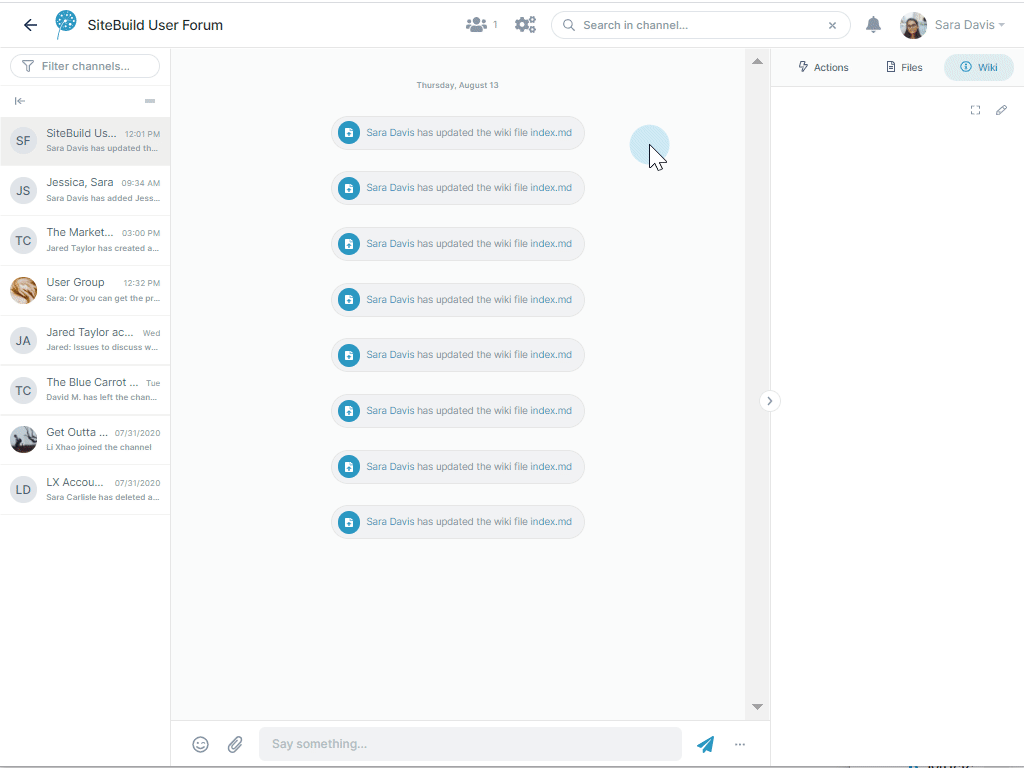 SiteBuild User Forum
1
Search in channel...
Sara Davis
Filter channels...
SF
SiteBuild Us...
12:01 PM
Sara Davis has updated th...
JS
Jessica, Sara
09:34 AM
Sara Davis has added Jess...
TC
The Market...
03:00 PM
Jared Taylor has created a...
User Group
12:32 PM
Sara: Or you can get the pr...
JA
Jared Taylor ac...
Wed
Jared: Issues to discuss w...
TC
The Blue Carrot ...
Tue
David M. has left the chan...
Get Outta ...
07/31/2020
Li Xhao joined the channel
LD
LX Accou...
07/31/2020
Sara Carlisle has deleted a...
Thursday, August 13
Sara Davis has updated the wiki file index.md
Sara Davis has updated the wiki file index.md
Sara Davis has updated the wiki file index.md
Sara Davis has updated the wiki file index.md
Sara Davis has updated the wiki file index.md
Sara Davis has updated the wiki file index.md
Sara Davis has updated the wiki file index.md
Sara Davis has updated the wiki file index.md
Say something...
Actions
Files
Wiki